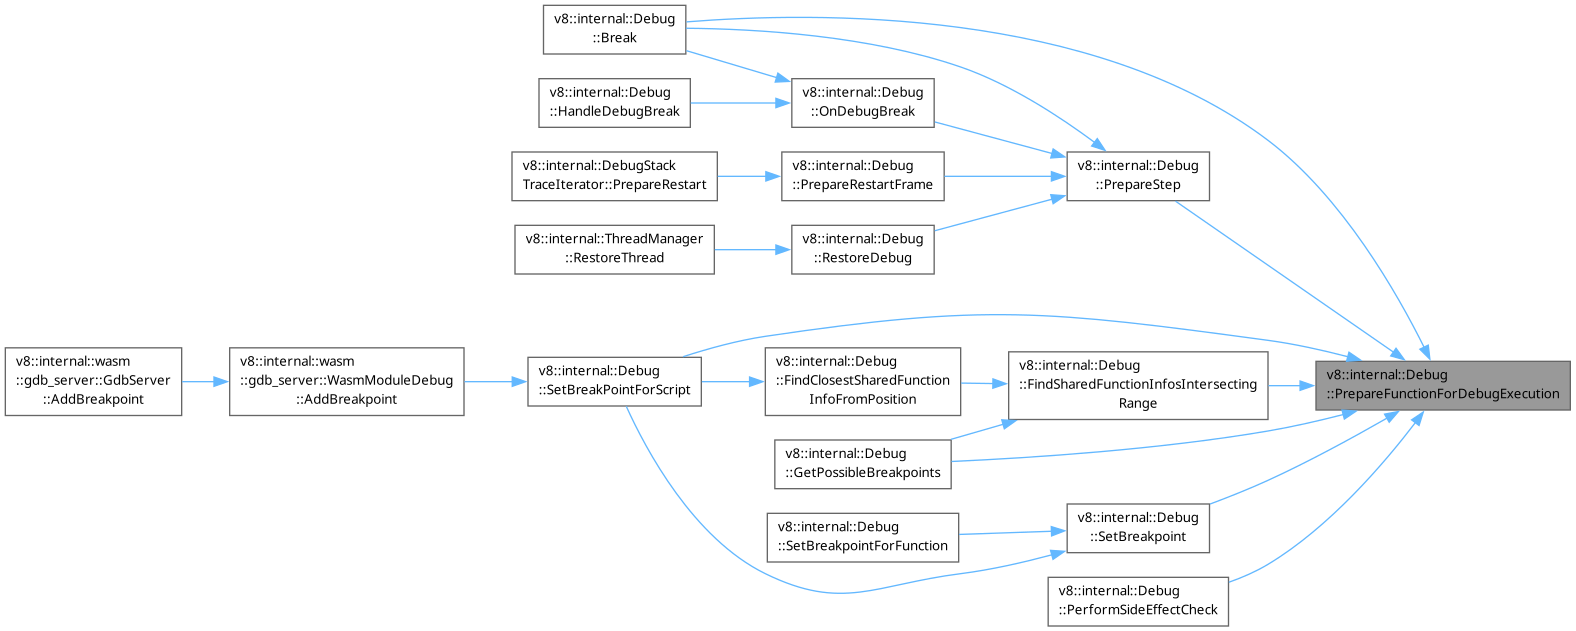 v8::internal::Debug
::Break
v8::internal::Debug
::HandleDebugBreak
v8::internal::Debug
::OnDebugBreak
v8::internal::DebugStack
TraceIterator::PrepareRestart
v8::internal::Debug
::PrepareRestartFrame
v8::internal::Debug
::PrepareStep
v8::internal::ThreadManager
::RestoreThread
v8::internal::Debug
::RestoreDebug
v8::internal::wasm
::gdb_server::GdbServer
::AddBreakpoint
v8::internal::wasm
::gdb_server::WasmModuleDebug
::AddBreakpoint
v8::internal::Debug
::SetBreakPointForScript
v8::internal::Debug
::FindClosestSharedFunction
InfoFromPosition
v8::internal::Debug
::FindSharedFunctionInfosIntersecting
Range
v8::internal::Debug
::PrepareFunctionForDebugExecution
v8::internal::Debug
::GetPossibleBreakpoints
v8::internal::Debug
::SetBreakpointForFunction
v8::internal::Debug
::SetBreakpoint
v8::internal::Debug
::PerformSideEffectCheck